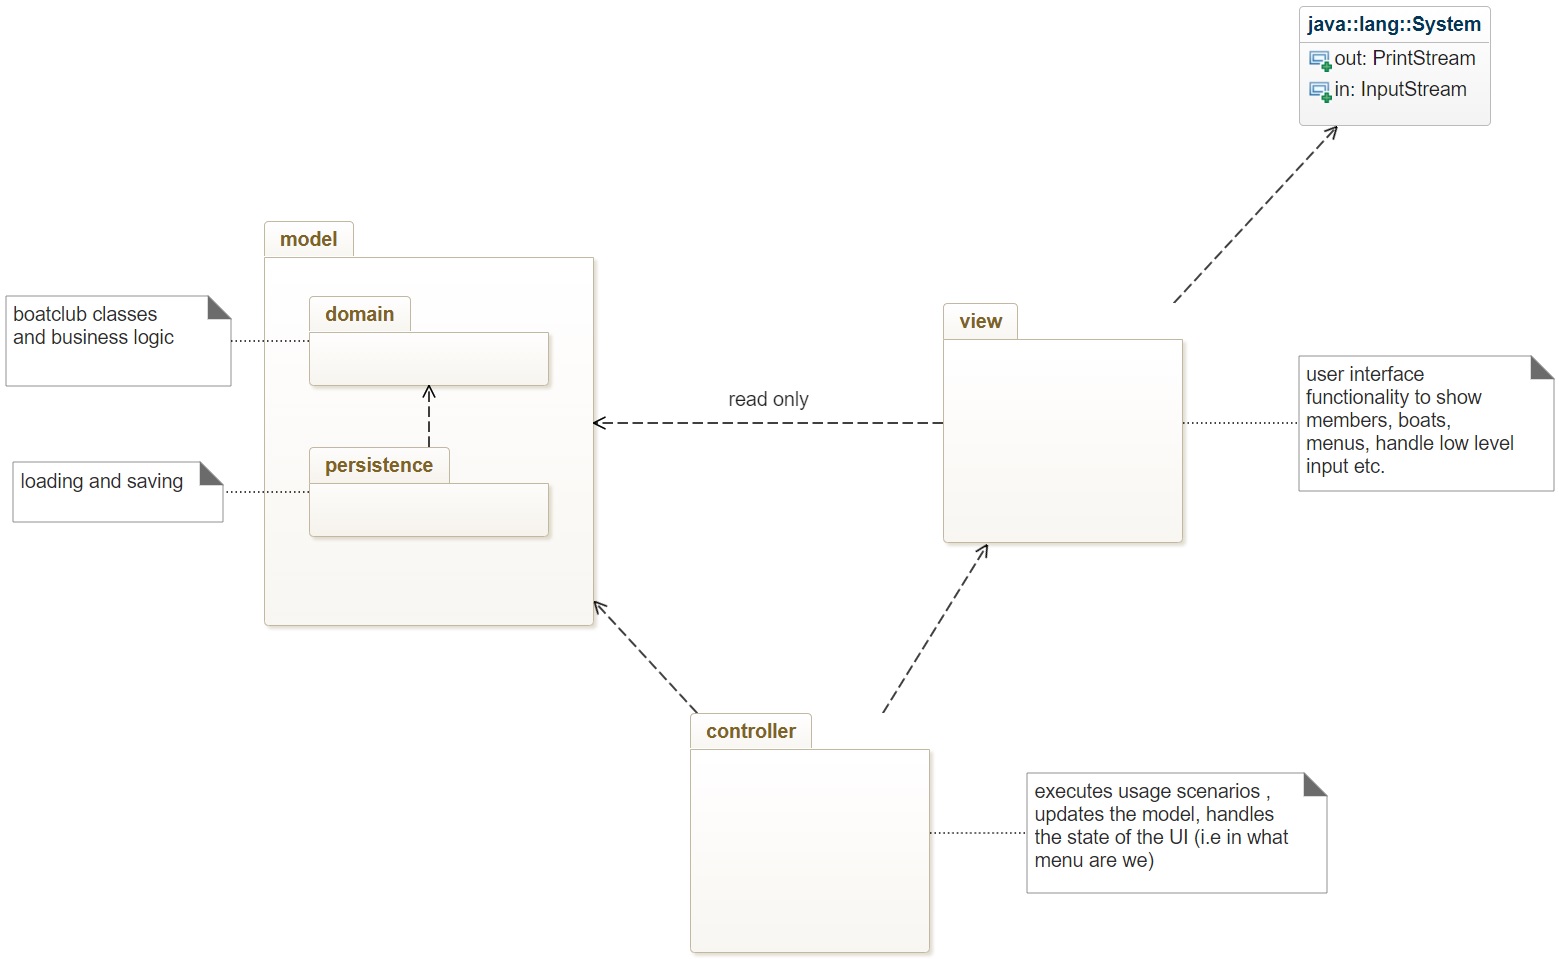 java::lang::System
out: PrintStream
in: InputStream
model
boatclub classes
and business logic
domain
loading and saving
persistence
read only
view
user interface
functionality to show
members, boats,
menus, handle low level
input etc.
controller
executes usage scenarios ,
updates the model, handles
the state of the UI (i.e in what
menu are we)